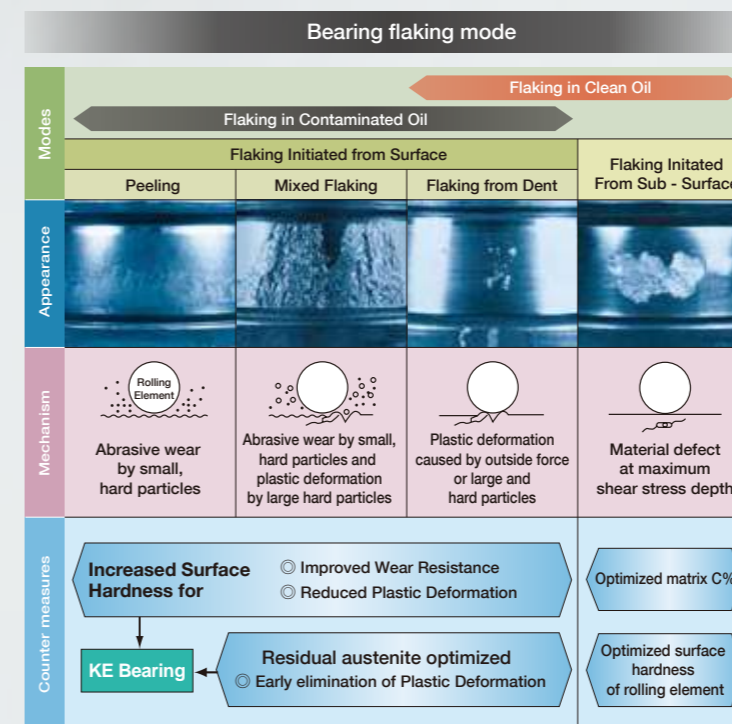 Bearing flaking mode
Modes
Flaking in Clean Oil
Flaking in Contaminated Oil
Flaking Initiated from Surface
Flaking Initated
From Sub - Surface
Peeling
Mixed Flaking
Flaking from Dent
Appearance
Mechanism
Rolling
Element
Abrasive wear
by small,
hard particles
Abrasive wear by small,
hard particles and
plastic deformation
by large hard particles
Plastic deformation
caused by outside force
or large and
hard particles
Material defect
at maximum
shear stress depth
Counter measures
Increased Surface
Hardness for
◎ Improved Wear Resistance
◎ Reduced Plastic Deformation
Optimized matrix C%
KE Bearing
Residual austenite optimized
◎ Early elimination of Plastic Deformation
Optimized surface
hardness
of rolling element